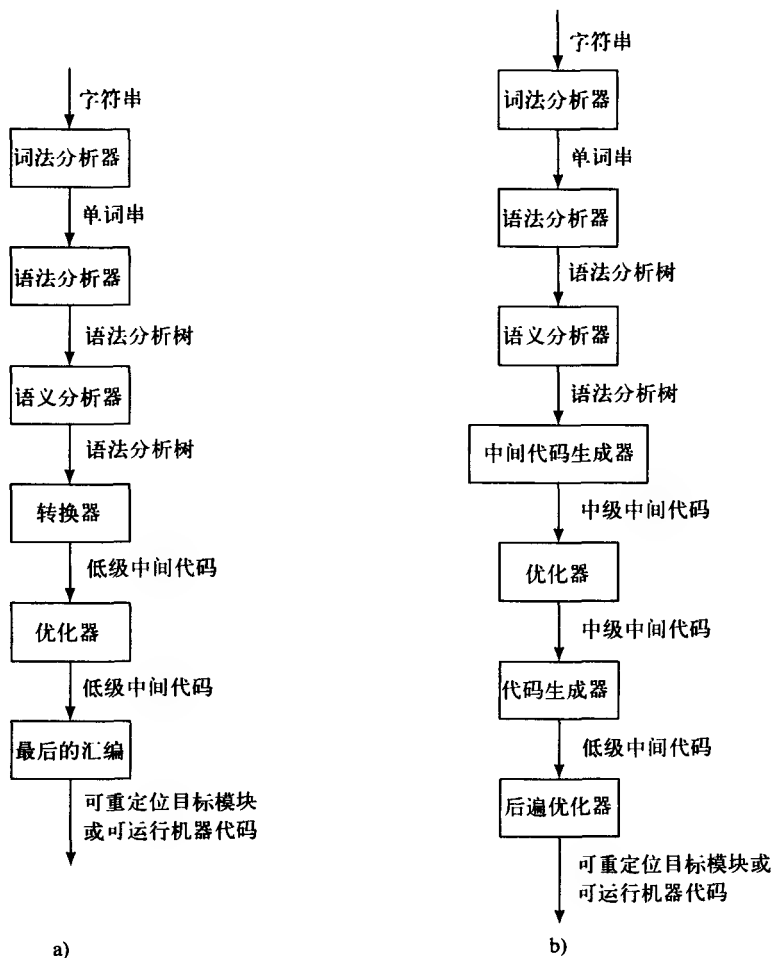 字符串
词法分析器
单词串
语法分析器
语法分析树
语义分析器
语法分析树
转换器
低级中间代码
优化器
低级中间代码
最后的汇编
可重定位目标模块
或可运行机器代码
a)
字符串
词法分析器
单词串
语法分析器
语法分析树
语义分析器
语法分析树
中间代码生成器
中级中间代码
优化器
中级中间代码
代码生成器
低级中间代码
后遍优化器
可重定位目标模块或
可运行机器代码
b)